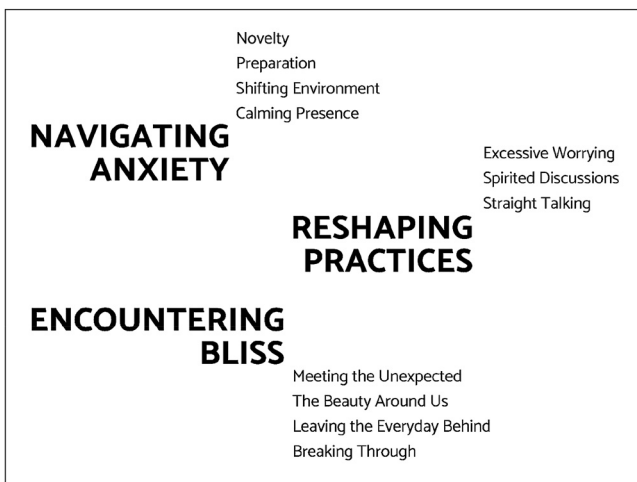 Novelty
Preparation
Shifting Environment
Calming Presence
NAVIGATING
ANXIETY
Excessive Worrying
Spirited Discussions
Straight Talking
RESHAPING
PRACTICES
ENCOUNTERING
BLISS
Meeting the Unexpected
The Beauty Around Us
Leaving the Everyday Behind
Breaking Through